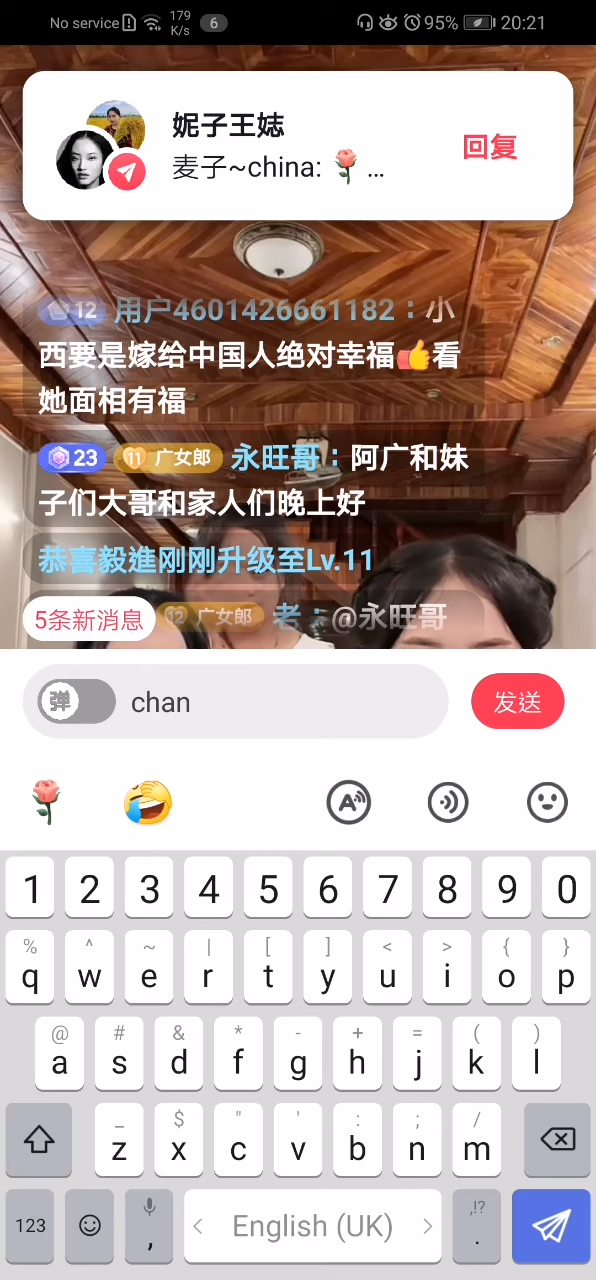 No service
179
K/s
6
95%
20:21
妮子王娡
麦子~china: 🌹 ...
回复
12 用户4601426661182：小
西要是嫁给中国人绝对幸福👍看
她面相有福
23 11 广女郎 永旺哥：阿广和妹
子们大哥和家人们晚上好
恭喜毅進刚刚升级至Lv.11
5条新消息 12 广女郎 老：@永旺哥
弹 chan 发送
A
1 2 3 4 5 6 7 8 9 0
% ^ ~ | [ ] < > { }
q w e r t y u i o p
@ # & * - + = ( )
a s d f g h j k l
_ $ " ' : ; /
z x c v b n m
123 , < English (UK) > ,!? .